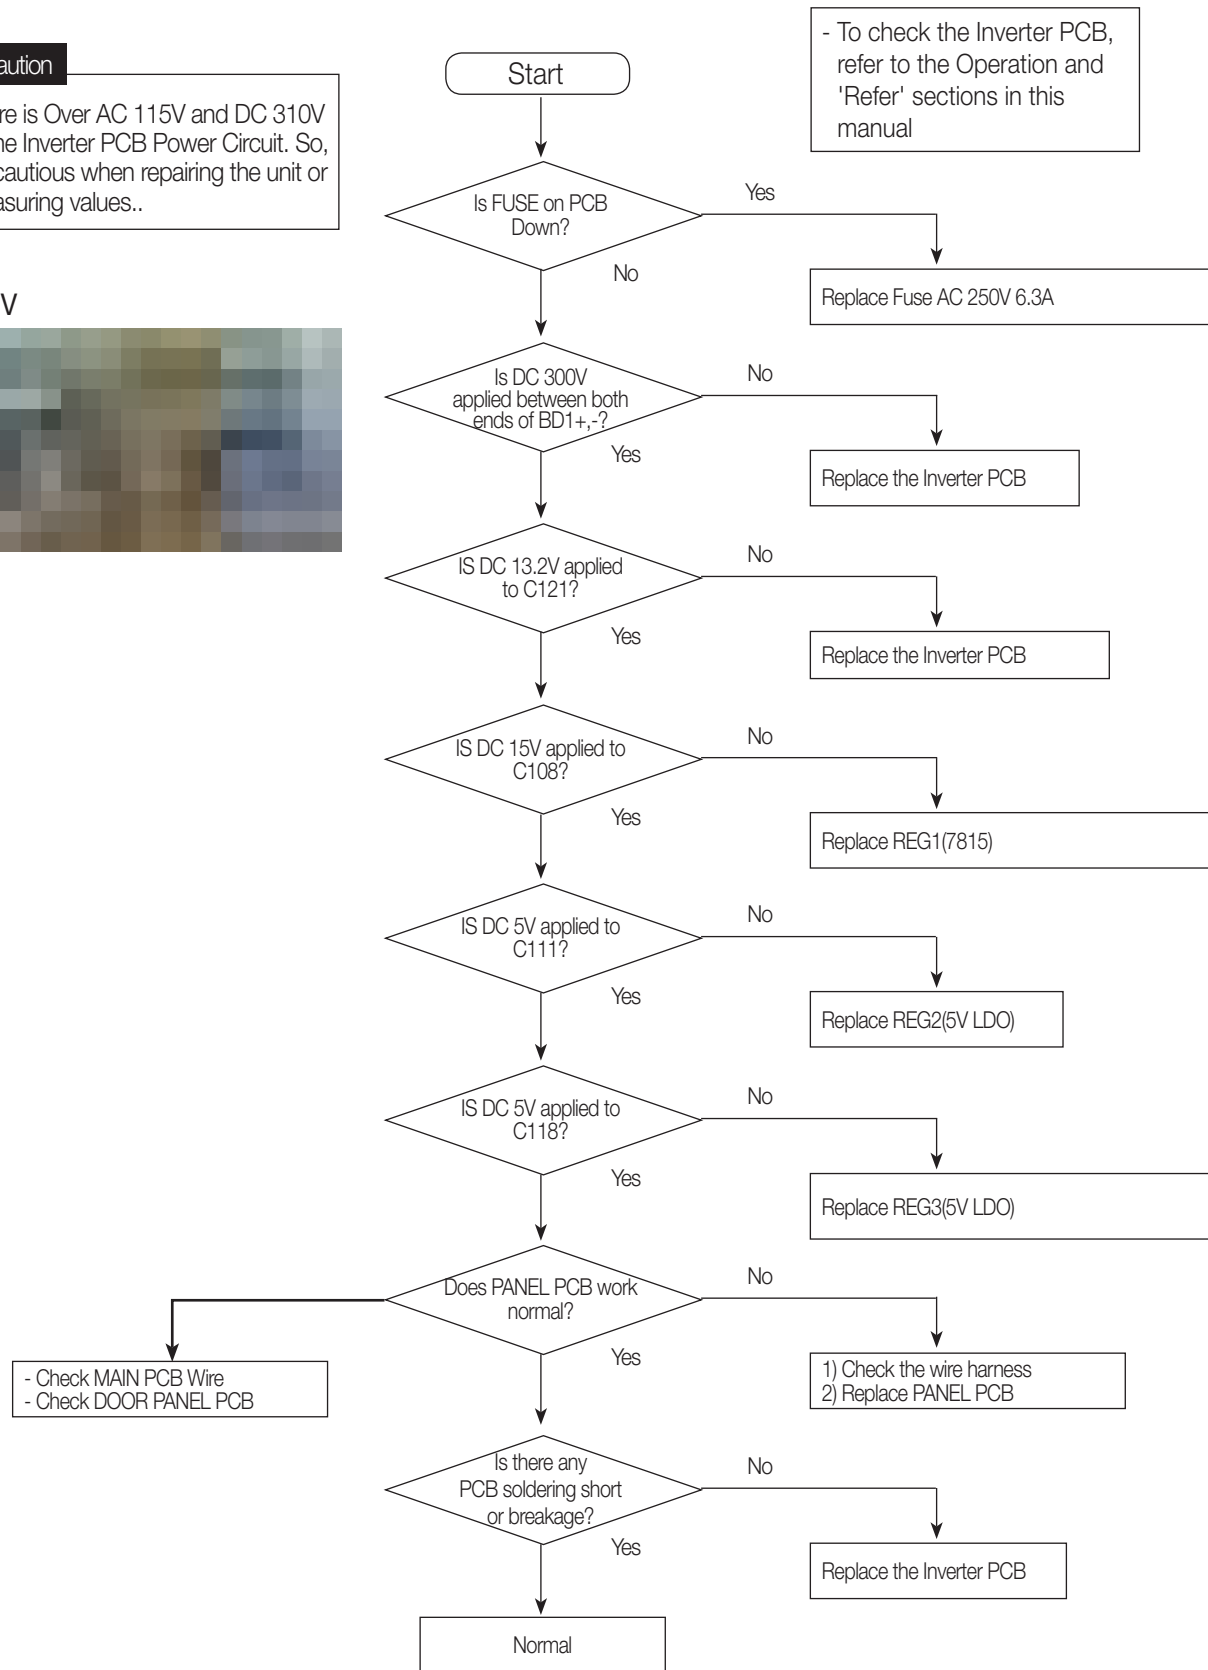 aution
re is Over AC 115V and DC 310V
ne Inverter PCB Power Circuit. So,
cautious when repairing the unit or
asuring values..
V
- To check the Inverter PCB,
refer to the Operation and
'Refer' sections in this
manual
Start
Is FUSE on PCB
Down?
Yes
No
Replace Fuse AC 250V 6.3A
Is DC 300V
applied between both
ends of BD1+,-?
No
Yes
Replace the Inverter PCB
IS DC 13.2V applied
to C121?
No
Yes
Replace the Inverter PCB
IS DC 15V applied to
C108?
No
Yes
Replace REG1(7815)
IS DC 5V applied to
C111?
No
Yes
Replace REG2(5V LDO)
IS DC 5V applied to
C118?
No
Yes
Replace REG3(5V LDO)
Does PANEL PCB work
normal?
No
Yes
- Check MAIN PCB Wire
- Check DOOR PANEL PCB
1) Check the wire harness
2) Replace PANEL PCB
Is there any
PCB soldering short
or breakage?
No
Yes
Replace the Inverter PCB
Normal